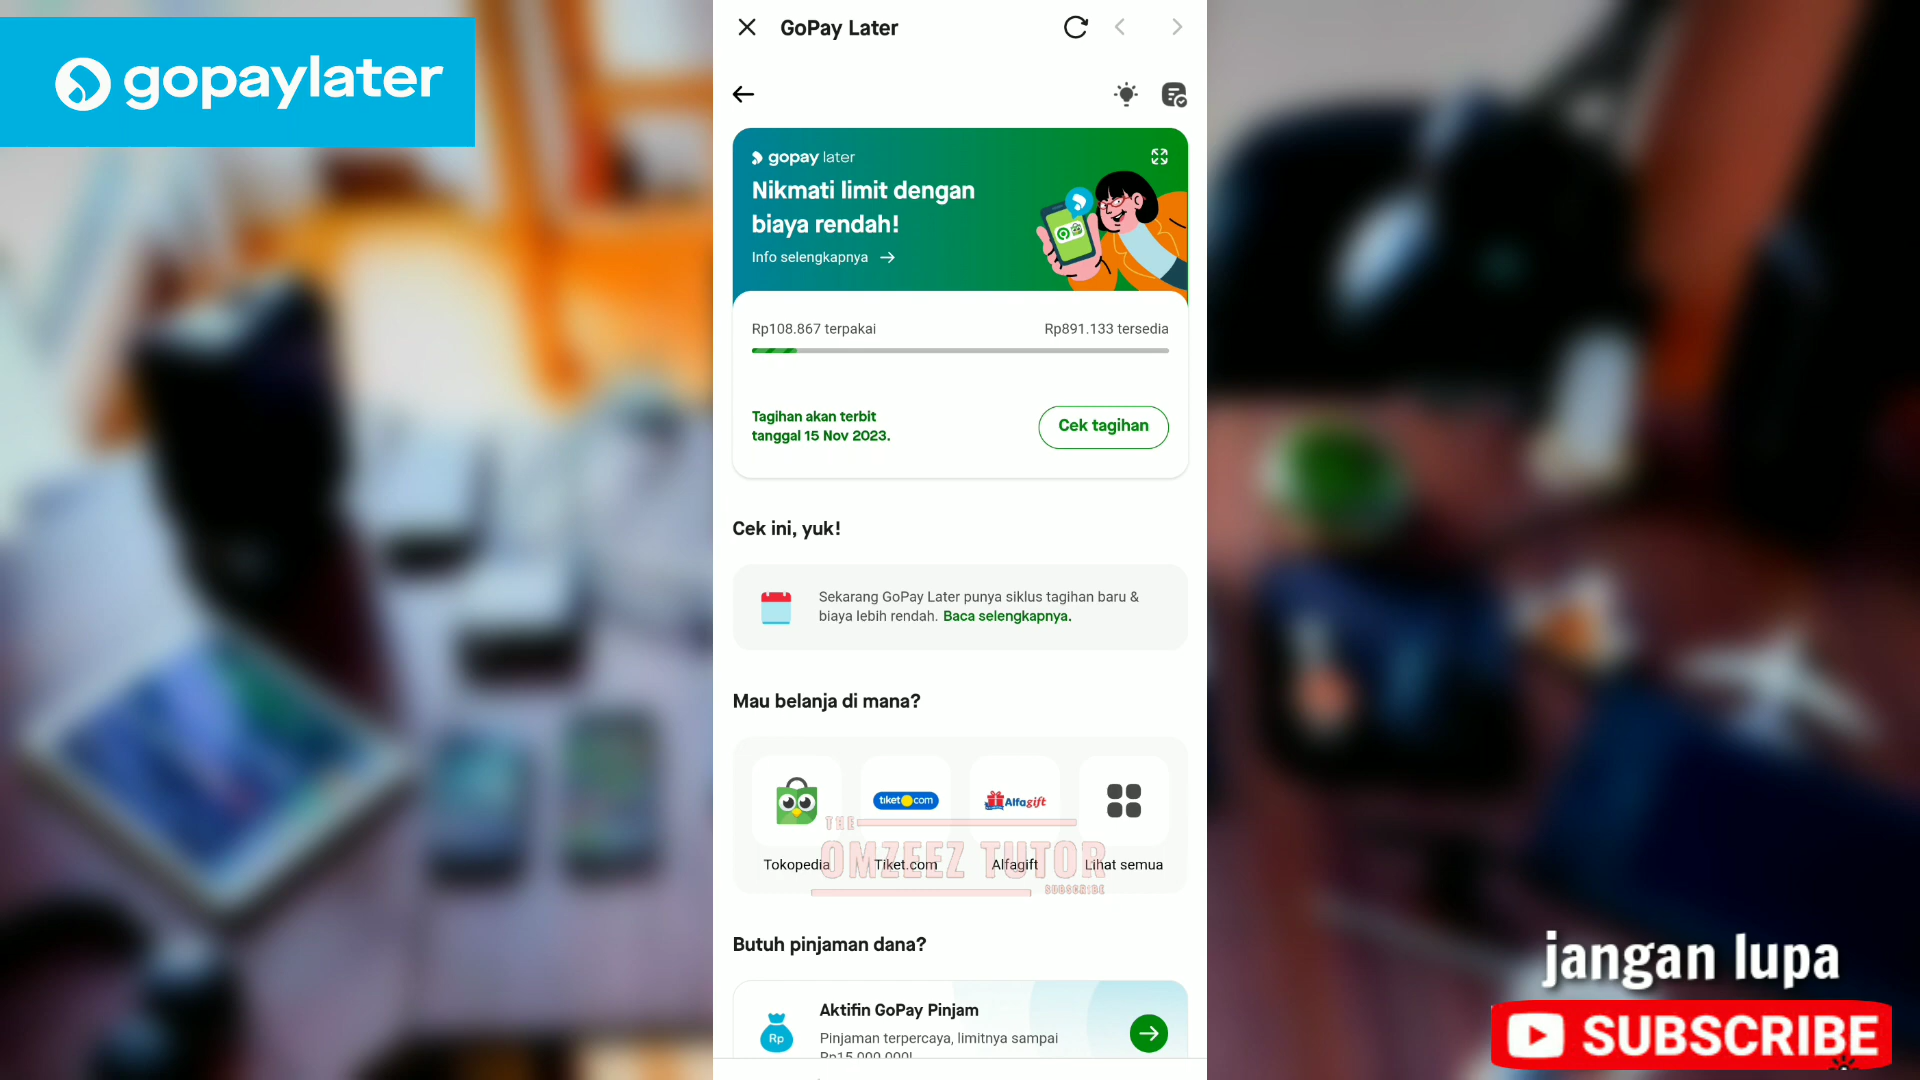 gopaylater
GoPay Later
gopay later
Nikmati limit dengan
biaya rendah!
Info selengkapnya
Rp108.867 terpakai
Rp891.133 tersedia
Tagihan akan terbit
tanggal 15 Nov 2023.
Cek tagihan
Cek ini, yuk!
Sekarang GoPay Later punya siklus tagihan baru &
biaya lebih rendah. Baca selengkapnya.
Mau belanja di mana?
tiket com
Alfagift
Tokopedia
Tiket.com
Alfagift
Lihat semua
THE
OMZEEZ TUTOR
SUBSCRIBE
Butuh pinjaman dana?
Aktifin GoPay Pinjam
Rp
Pinjaman terpercaya, limitnya sampai
Rp15.000.000!
jangan lupa
SUBSCRIBE